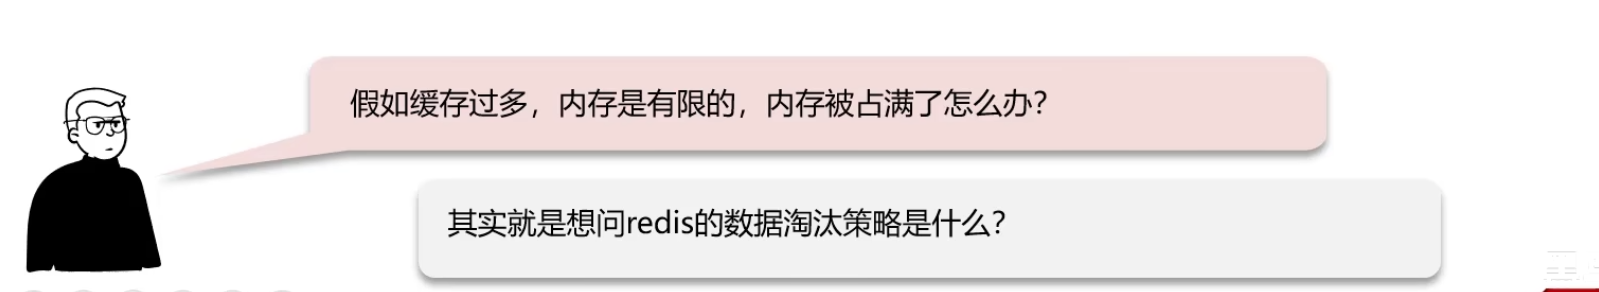 假如缓存过多，内存是有限的，内存被占满了怎么办？
其实就是想问redis的数据淘汰策略是什么？